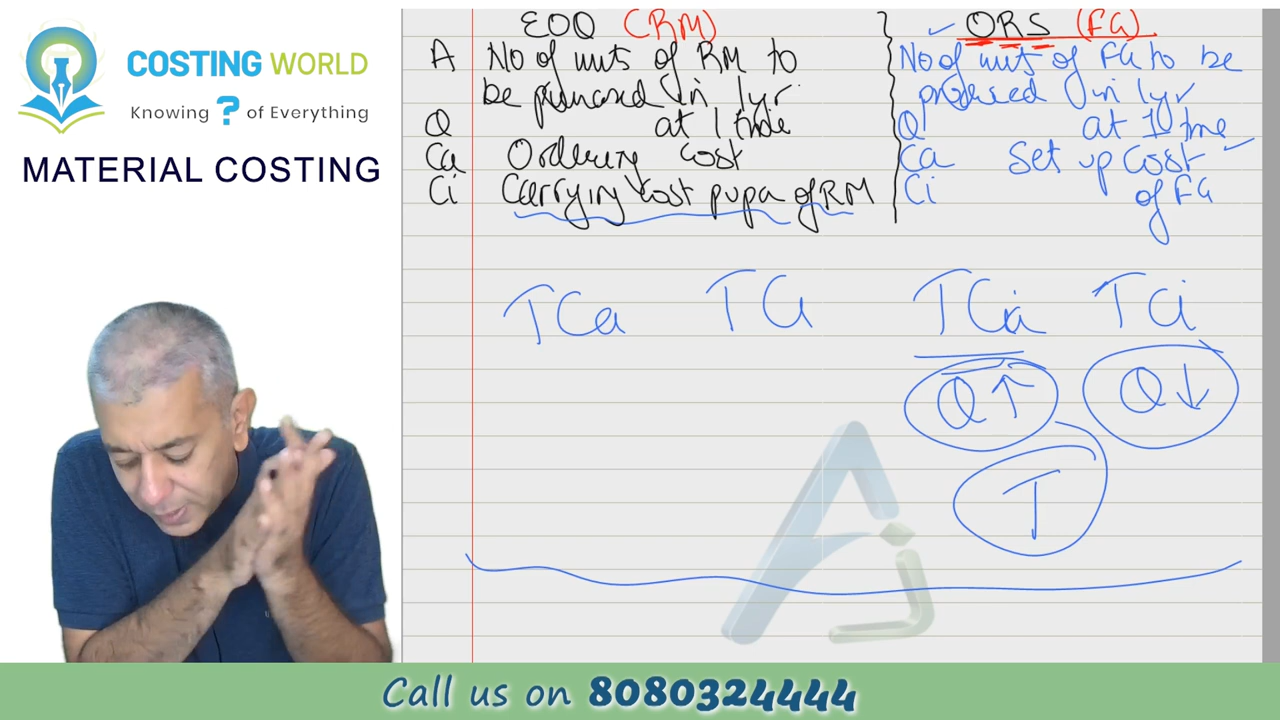 COSTING WORLD
Knowing ? of Everything
MATERIAL COSTING
EOQ (RM)
A No of units of RM to
be purchased in 1yr
Q at 1 time
Ca Ordering cost
Ci Carrying cost pupa of RM
ORS (FG)
No of units of FG to be
produced in 1yr
Q at 1 time
Ca Set up cost
Ci of FG
TCa TCi TCa TCi
Q↑ Q↓
T
Call us on 8080324444